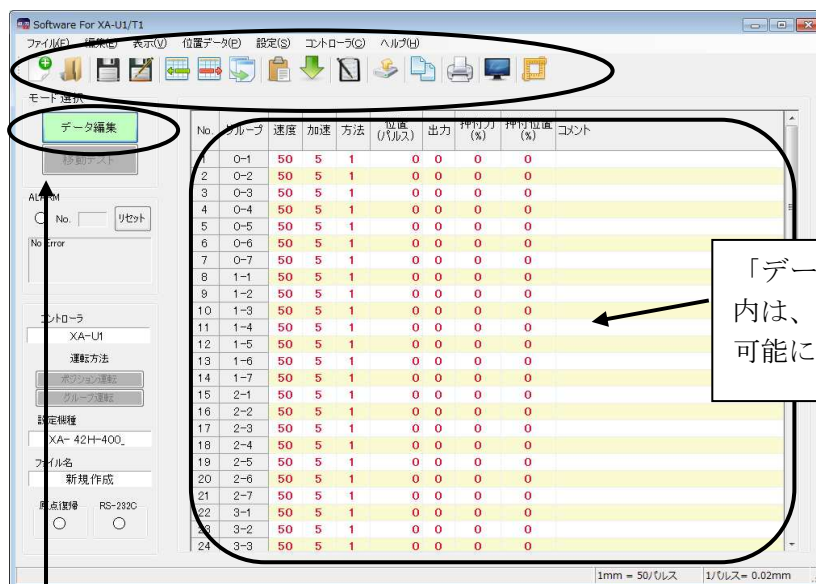 Software For XA-U1/T1
ファイル(F) 編集(E) 表示(V) 位置データ(P) 設定(S) コントローラ(C) ヘルプ(H)
モード選択
データ編集
移動テスト
ALARM
No. リセット
No Error
コントローラ
XA-U1
運転方法
ポジション運転
グループ運転
設定機種
XA- 42H-400_
ファイル名
新規作成
原点復帰 RS-232C
No. グループ 速度 加速 方法 位置(パルス) 出力 押付力(%) 押付位置(%) コメント
1 0-1 50 5 1 0 0 0 0
2 0-2 50 5 1 0 0 0 0
3 0-3 50 5 1 0 0 0 0
4 0-4 50 5 1 0 0 0 0
5 0-5 50 5 1 0 0 0 0
6 0-6 50 5 1 0 0 0 0
7 0-7 50 5 1 0 0 0 0
8 1-1 50 5 1 0 0 0 0
9 1-2 50 5 1 0 0 0 0
10 1-3 50 5 1 0 0 0 0
11 1-4 50 5 1 0 0 0 0
12 1-5 50 5 1 0 0 0 0
13 1-6 50 5 1 0 0 0 0
14 1-7 50 5 1 0 0 0 0
15 2-1 50 5 1 0 0 0 0
16 2-2 50 5 1 0 0 0 0
17 2-3 50 5 1 0 0 0 0
18 2-4 50 5 1 0 0 0 0
19 2-5 50 5 1 0 0 0 0
20 2-6 50 5 1 0 0 0 0
21 2-7 50 5 1 0 0 0 0
22 3-1 50 5 1 0 0 0 0
23 3-2 50 5 1 0 0 0 0
24 3-3 50 5 1 0 0 0 0
「デー
内は、
可能に
1mm = 50パルス 1パルス= 0.02mm